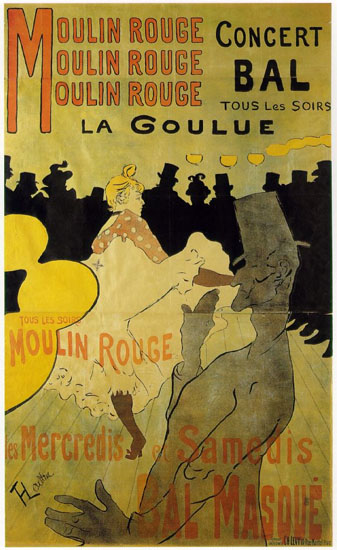 MOULIN ROUGE CONCERT
MOULIN ROUGE BAL
MOULIN ROUGE TOUS LES SOIRS
LA GOULUE
TOUS LES SOIRS
MOULIN ROUGE
les Mercredis et Samedis
BAL MASQUÉ
HLautrec